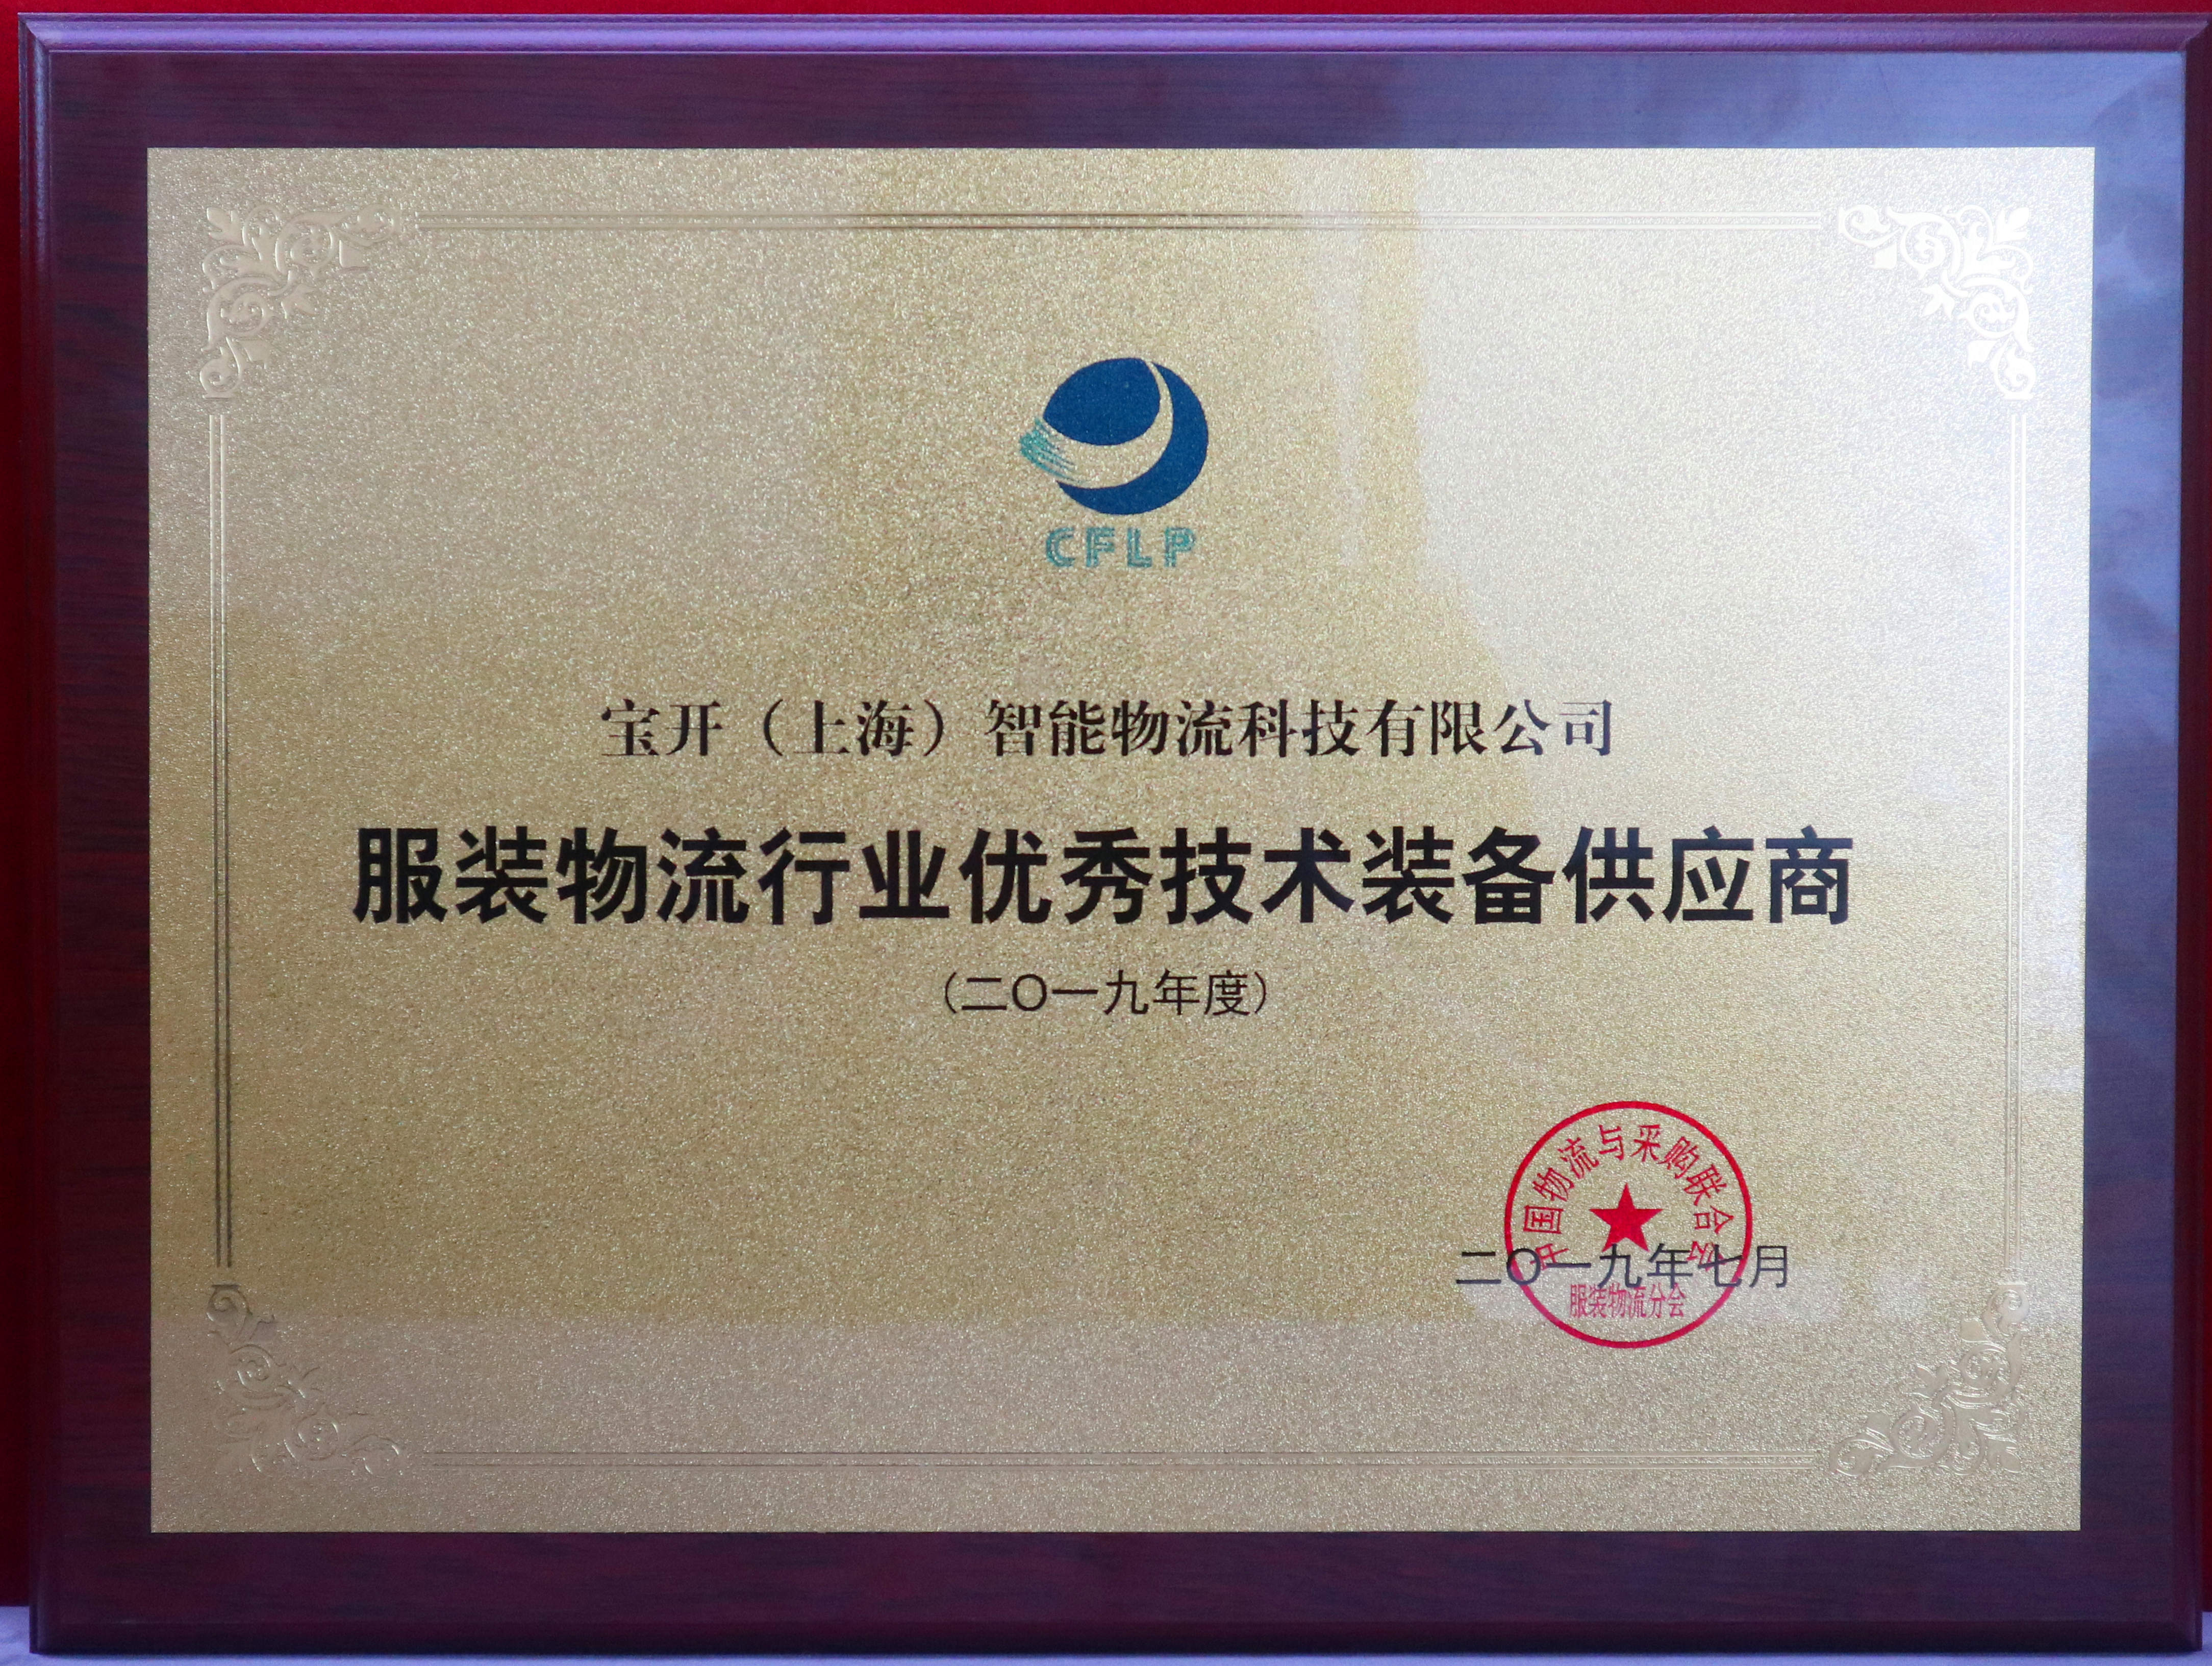 CFLP
宝开（上海）智能物流科技有限公司
服装物流行业优秀技术装备供应商
(二〇一九年度)
中国物流与采购联合会
二〇一九年七月
服装物流分会